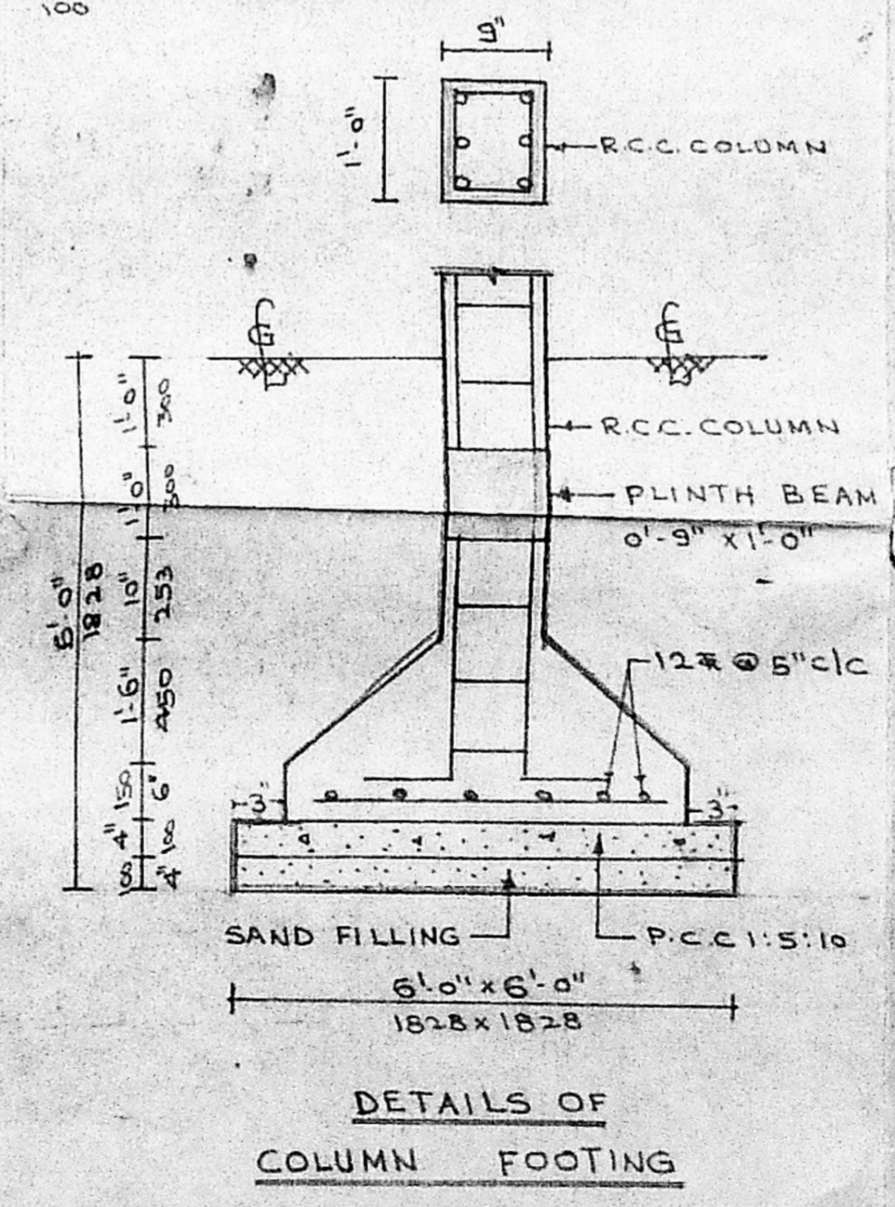 100
9"
1'-0"
R.C.C. COLUMN
1'-0"
300
R.C.C. COLUMN
1'-0"
300
PLINTH BEAM
0'-9" X 1'-0"
10"
253
1828
12 @ 5" c/c
1'-6"
450
150
6"
3"
3"
4"
100
100
4"
SAND FILLING
P.C.C 1:5:10
6'-0" x 6'-0"
1828 x 1828
DETAILS OF
COLUMN FOOTING